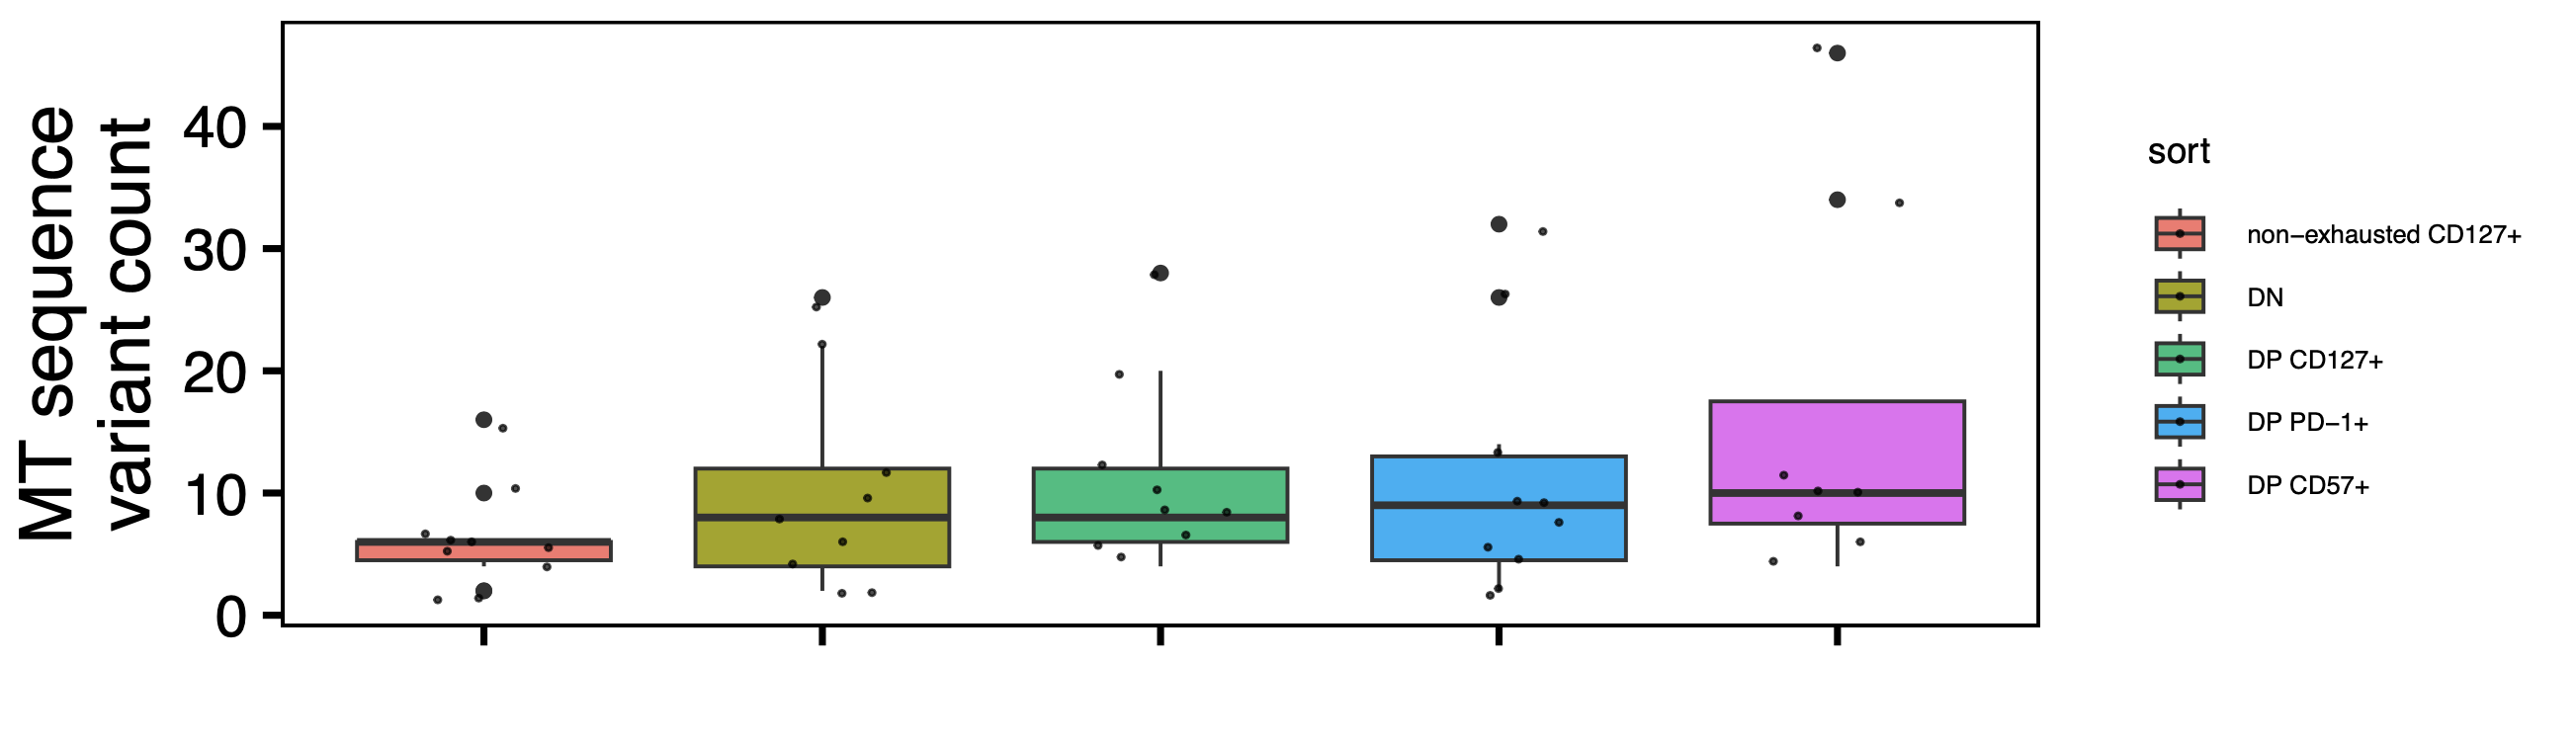 MT sequence
variant count
40
30
20
10
0
sort
non−exhausted CD127+
DN
DP CD127+
DP PD−1+
DP CD57+